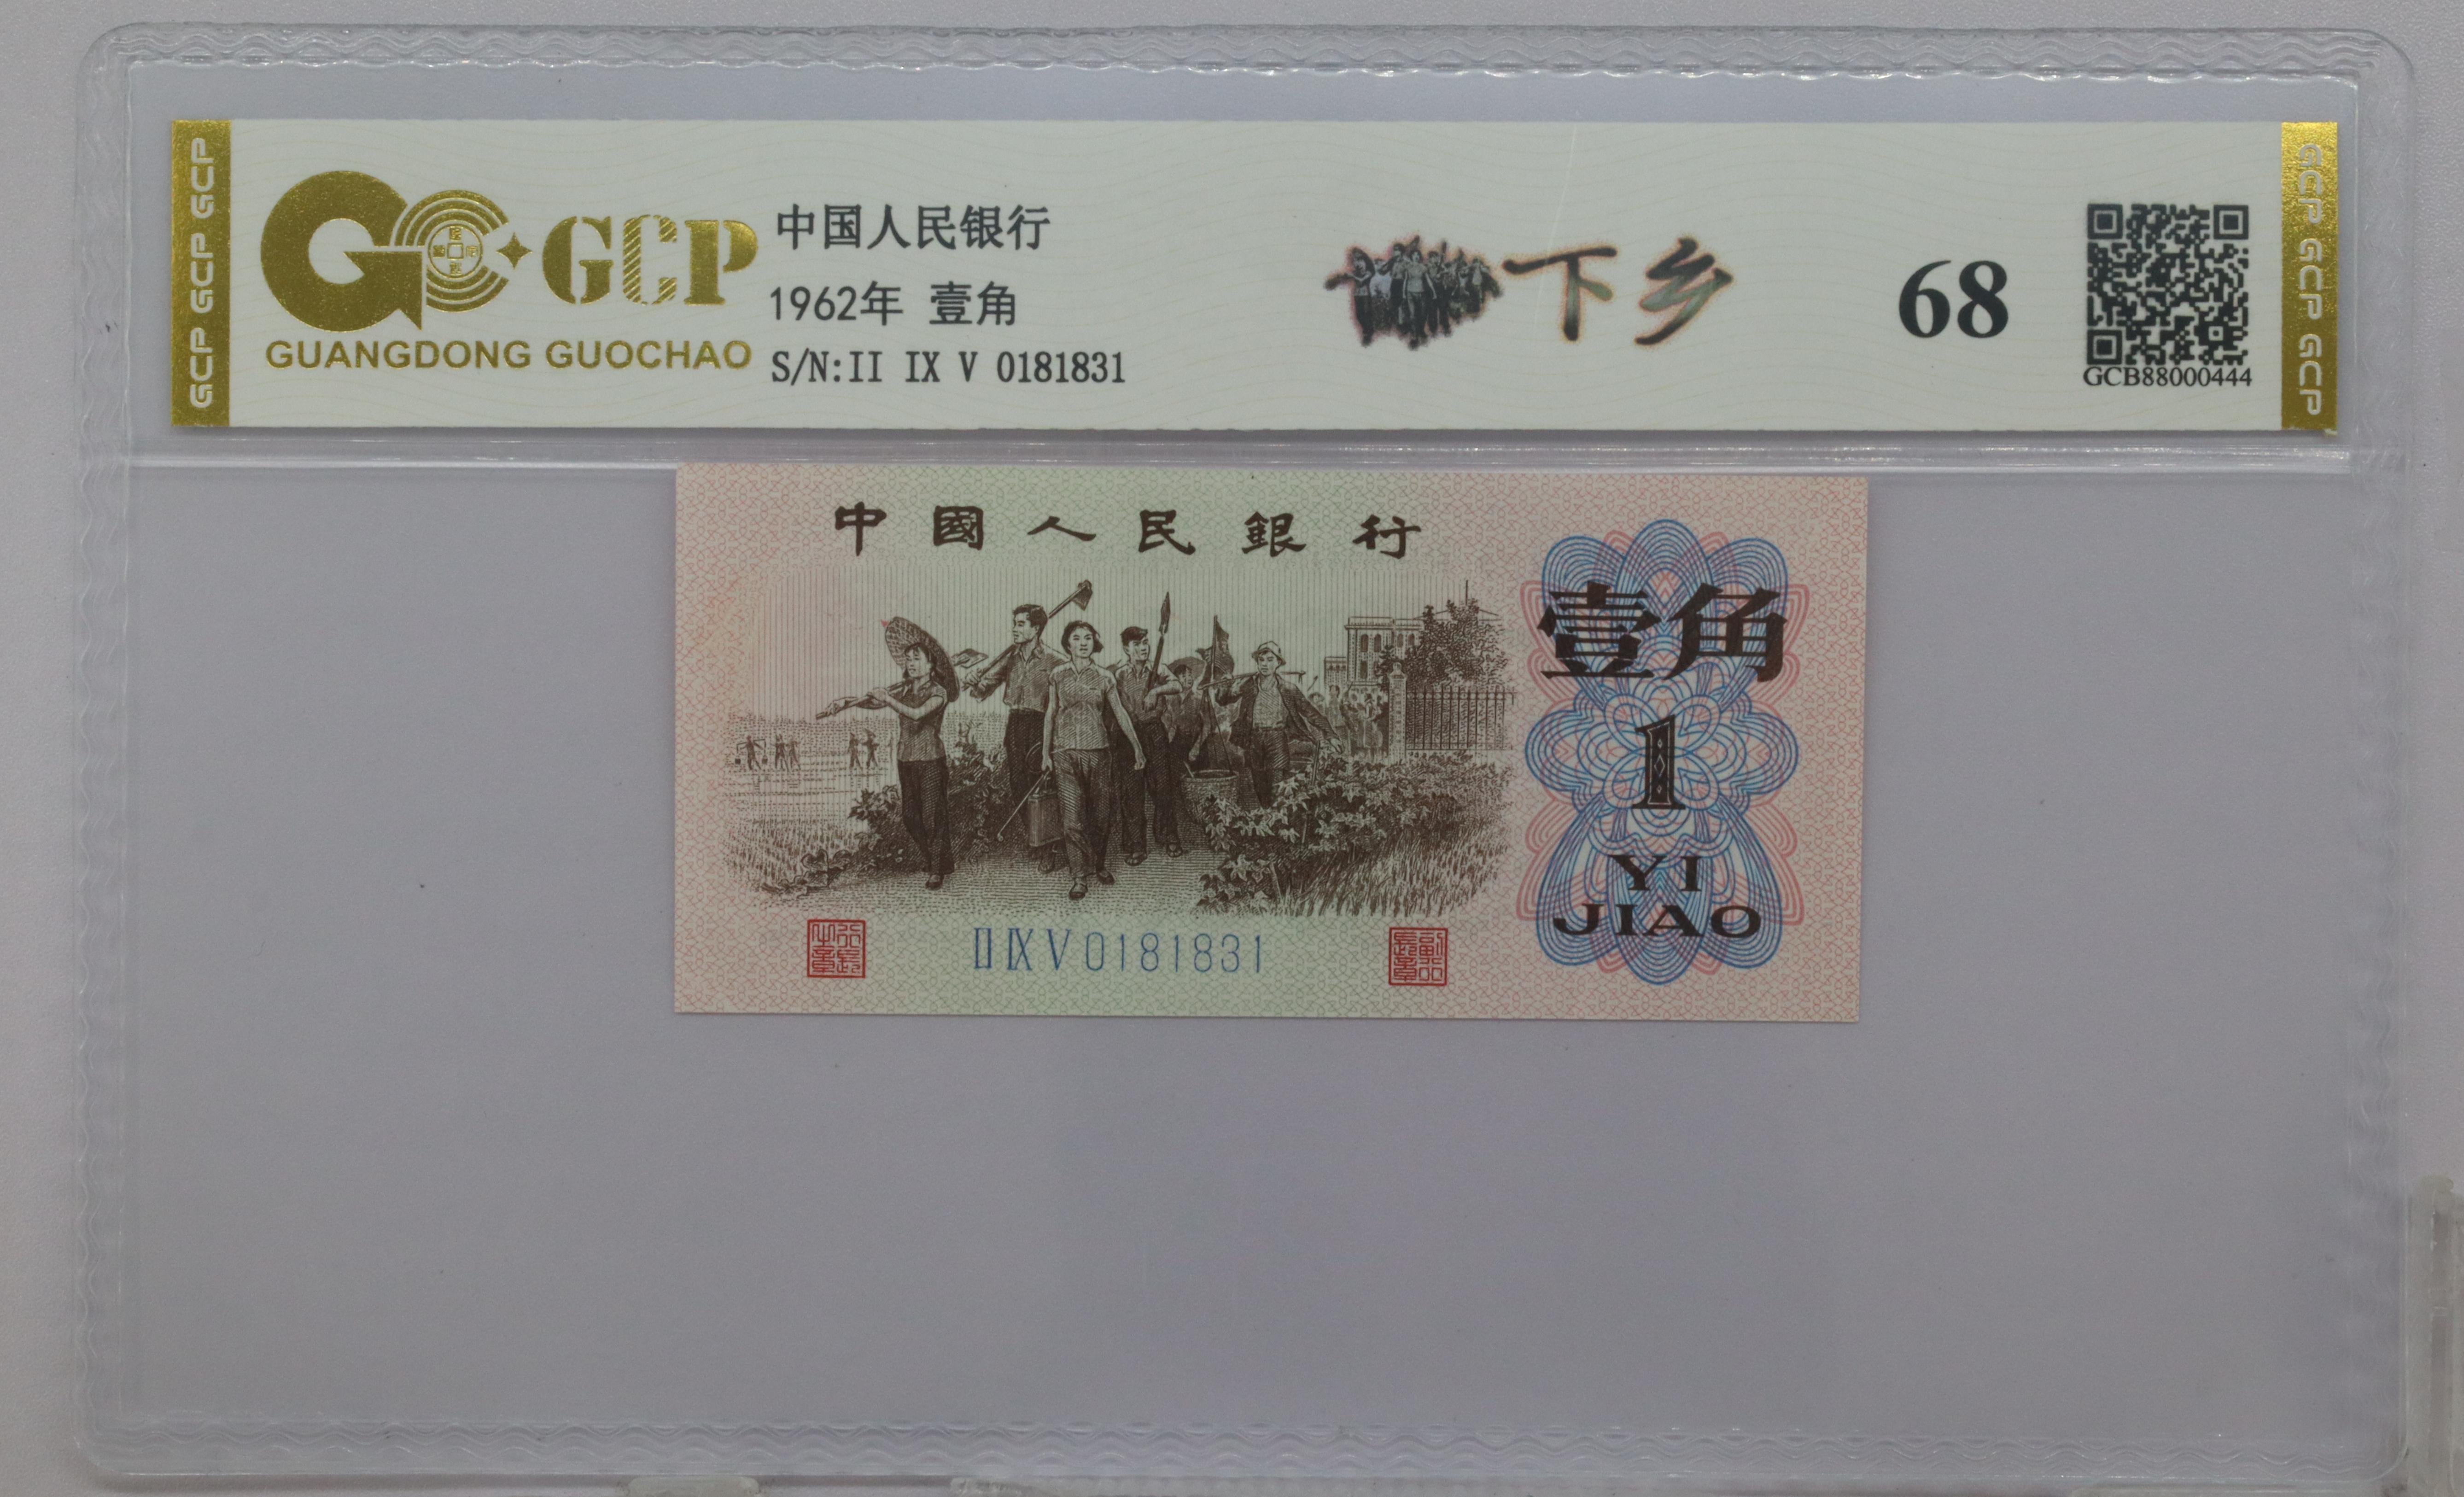 GCP GCP GCP
GCP
GUANGDONG GUOCHAO
中国人民银行
1962年 壹角
S/N:II IX V 0181831
下乡
68
GCB88000444
GCP GCP GCP
中國人民銀行
壹角
1
YI
JIAO
II IX V 0181831